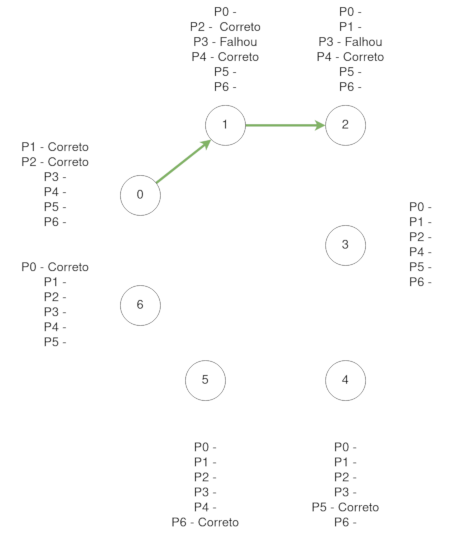 P0 -
P2 - Correto
P3 - Falhou
P4 - Correto
P5 -
P6 -
P0 -
P1 -
P3 - Falhou
P4 - Correto
P5 -
P6 -
1
2
P1 - Correto
P2 - Correto
P3 -
P4 -
P5 -
P6 -
0
P0 -
P1 -
P2 -
P4 -
P5 -
P6 -
3
P0 - Correto
P1 -
P2 -
P3 -
P4 -
P5 -
6
5
4
P0 -
P1 -
P2 -
P3 -
P4 -
P6 - Correto
P0 -
P1 -
P2 -
P3 -
P5 - Correto
P6 -